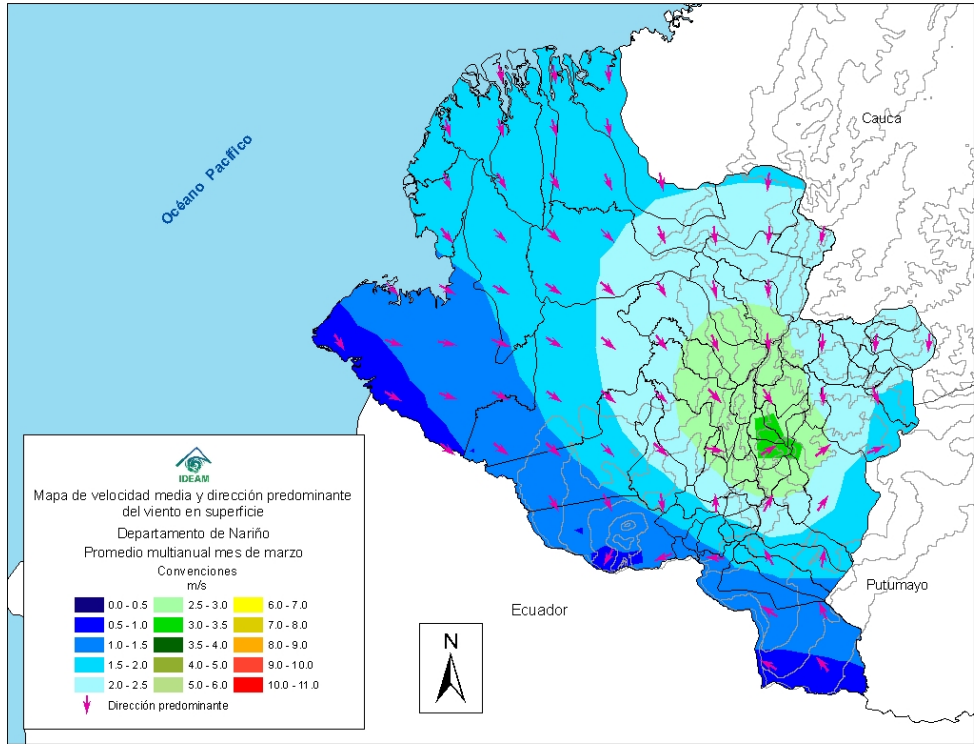 Océano Pacífico
Cauca
Putumayo
Ecuador
N
IDEAM
Mapa de velocidad media y dirección predominante
del viento en superficie
Departamento de Nariño
Promedio multianual mes de marzo
Convenciones
m/s
0.0 - 0.5 2.5 - 3.0 6.0 - 7.0
0.5 - 1.0 3.0 - 3.5 7.0 - 8.0
1.0 - 1.5 3.5 - 4.0 8.0 - 9.0
1.5 - 2.0 4.0 - 5.0 9.0 - 10.0
2.0 - 2.5 5.0 - 6.0 10.0 - 11.0
Dirección predominante